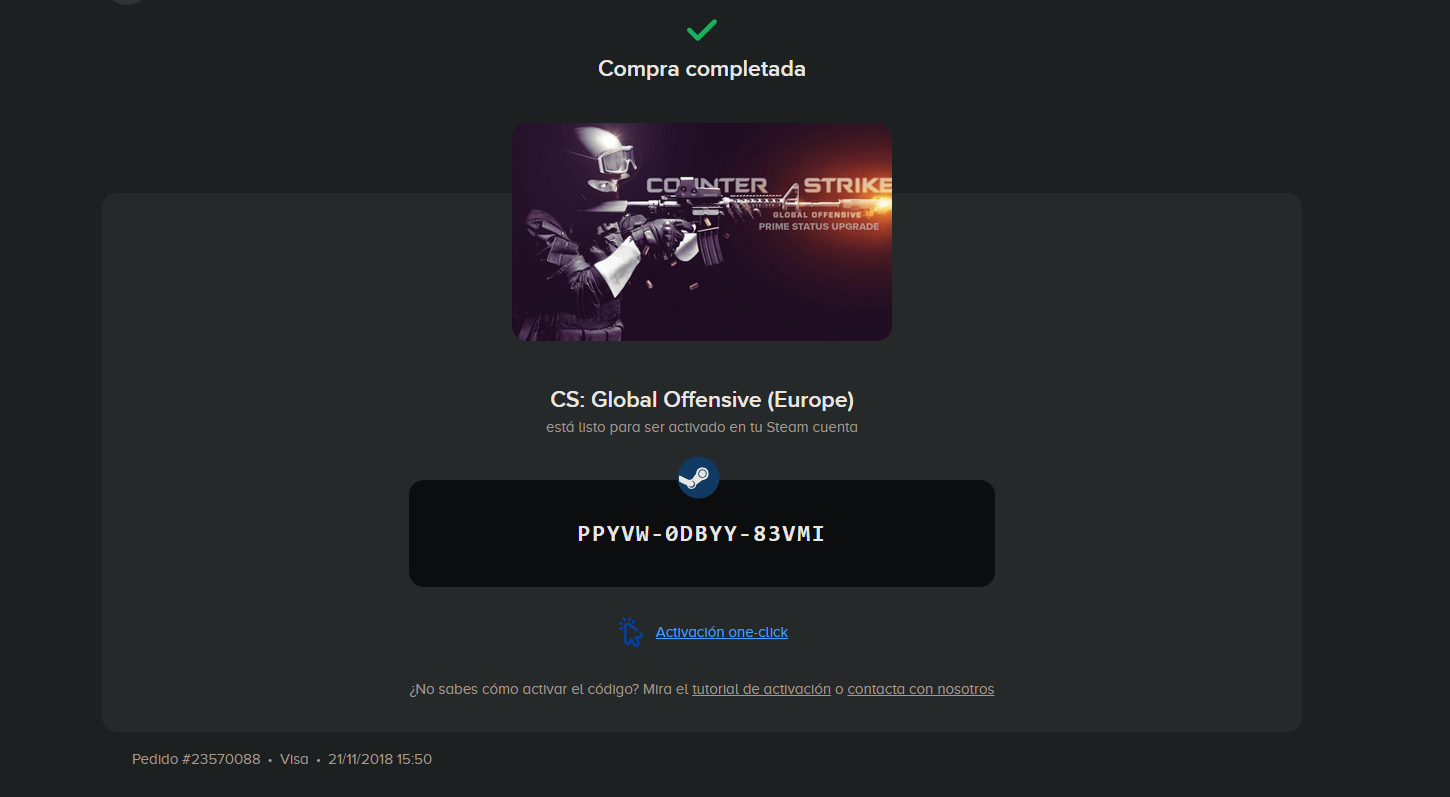 Compra completada
COUNTER STRIKE
GLOBAL OFFENSIVE
PRIME STATUS UPGRADE
CS: Global Offensive (Europe)
está listo para ser activado en tu Steam cuenta
PPYVW-0DBYY-83VMI
Activación one-click
¿No sabes cómo activar el código? Mira el tutorial de activación o contacta con nosotros
Pedido #23570088 • Visa • 21/11/2018 15:50